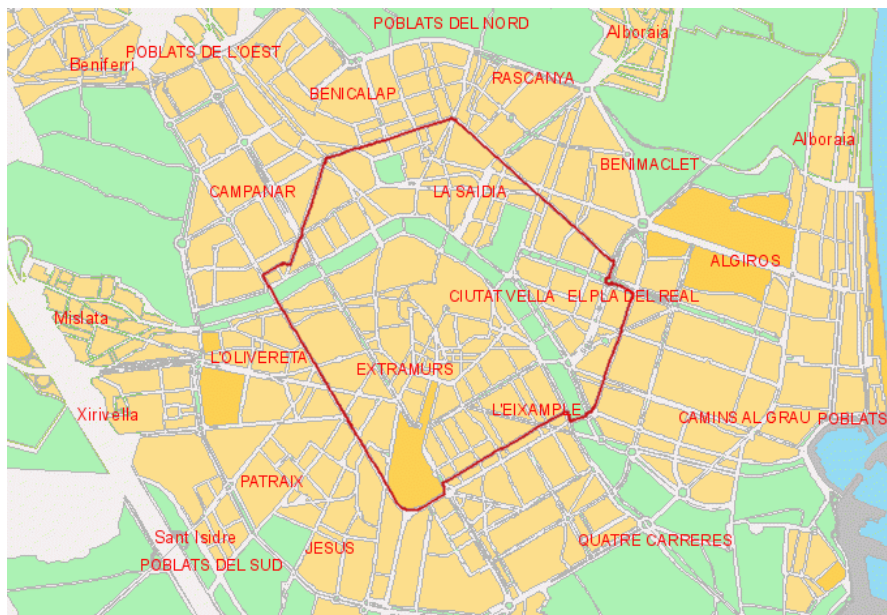 POBLATS DEL NORD
Alboraia
POBLATS DE L'OEST
Beniferri
RASCANYA
BENICALAP
Alboraia
BENIMACLET
CAMPANAR
LA SAIDIA
ALGIROS
CIUTAT VELLA
EL PLA DEL REAL
Mislata
L'OLIVERETA
EXTRAMURS
L'EIXAMPLE
Xirivella
CAMINS AL GRAU
POBLATS
PATRAIX
Sant Isidre
JESUS
QUATRE CARRERES
POBLATS DEL SUD